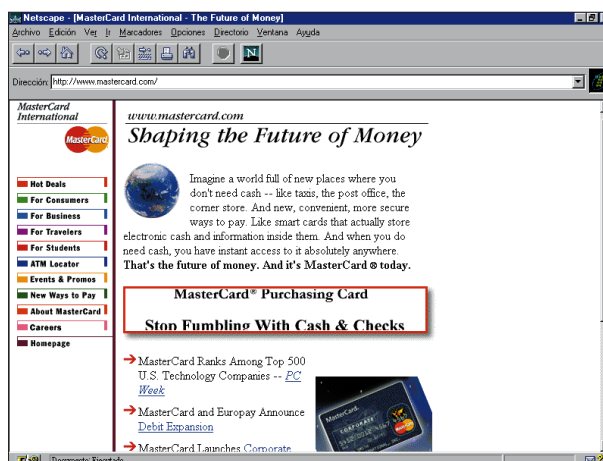 Netscape - [MasterCard International - The Future of Money]
Archivo Edición Ver Ir Marcadores Opciones Directorio Ventana Ayuda
Dirección: http://www.mastercard.com/
MasterCard
International
MasterCard
Hot Deals
For Consumers
For Business
For Travelers
For Students
ATM Locator
Events & Promos
New Ways to Pay
About MasterCard
Careers
Homepage
www.mastercard.com
Shaping the Future of Money
Imagine a world full of new places where you
don't need cash -- like taxis, the post office, the
corner store. And new, convenient, more secure
ways to pay. Like smart cards that actually store
electronic cash and information inside them. And when you do
need cash, you have instant access to it absolutely anywhere.
That's the future of money. And it's MasterCard ® today.
MasterCard® Purchasing Card
Stop Fumbling With Cash & Checks
MasterCard Ranks Among Top 500
U.S. Technology Companies -- PC
Week
MasterCard and Europay Announce
Debit Expansion
MasterCard Launches Corporate
MasterCard
CORPORATE
Documento: Ejecutado